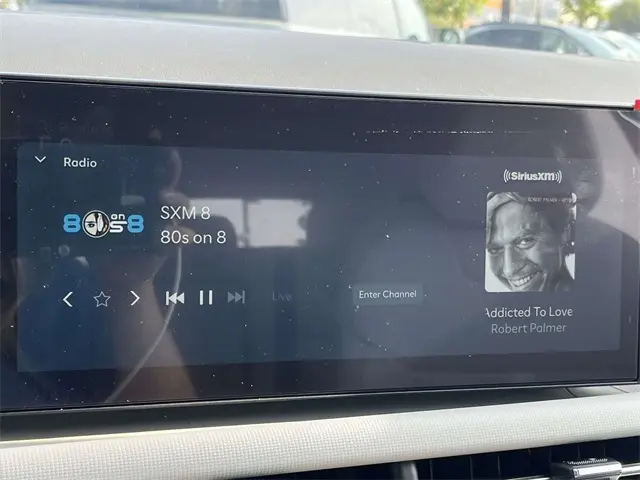 Radio
SiriusXM
80s on 8
SXM 8
80s on 8
Live
Enter Channel
Addicted To Love
Robert Palmer